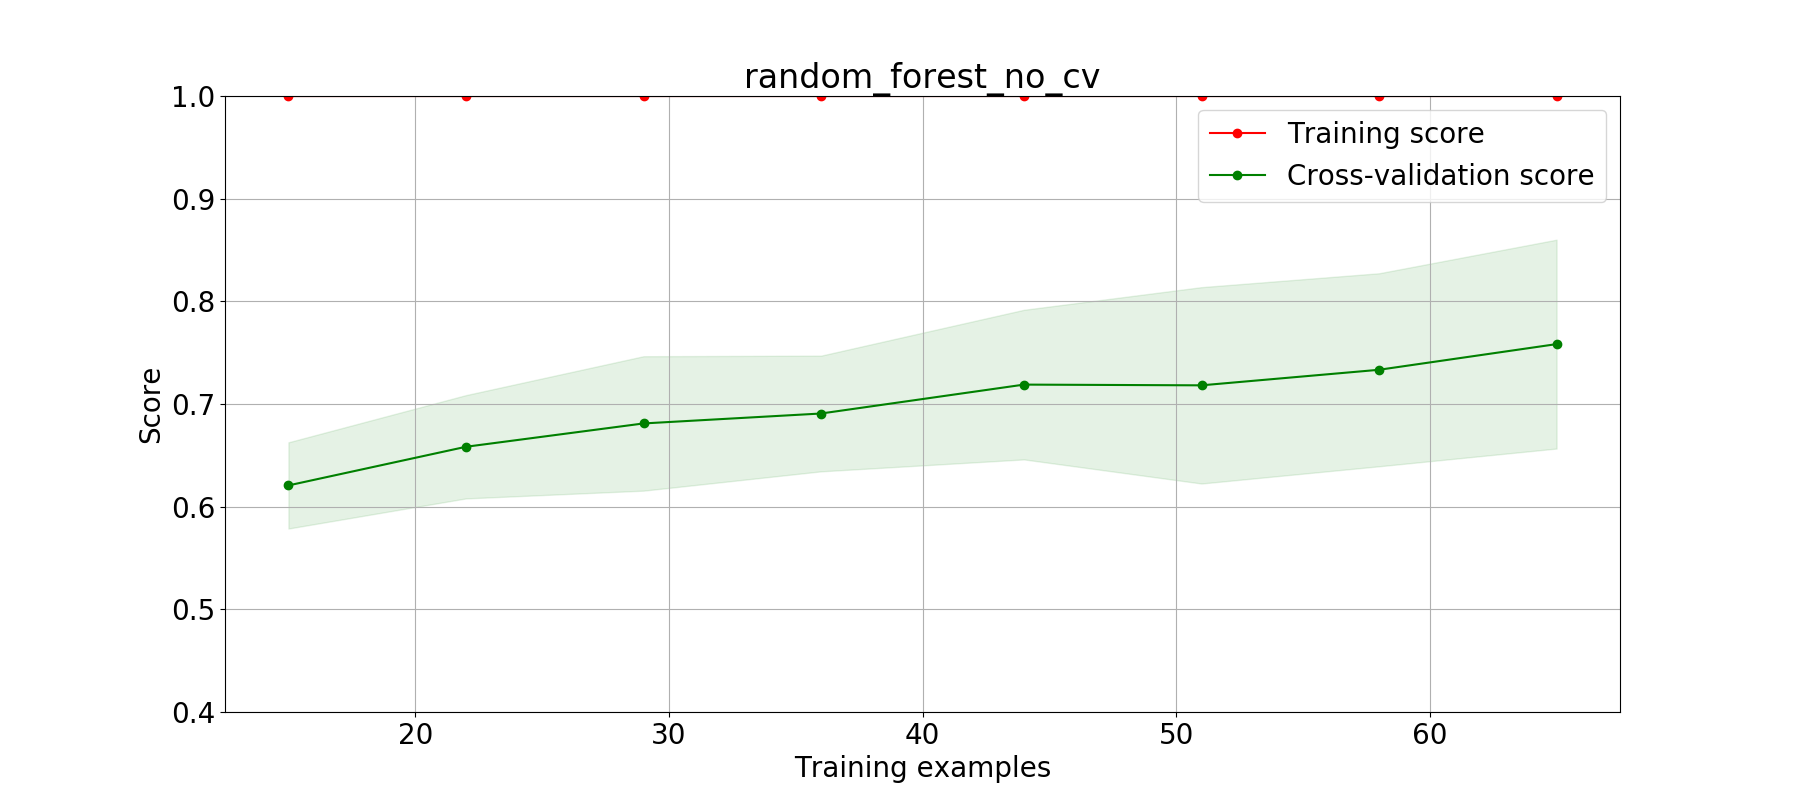 random_forest_no_cv
1.0
0.9
0.8
0.7
0.6
0.5
0.4
Score
Training score
Cross-validation score
20 30 40 50 60
Training examples